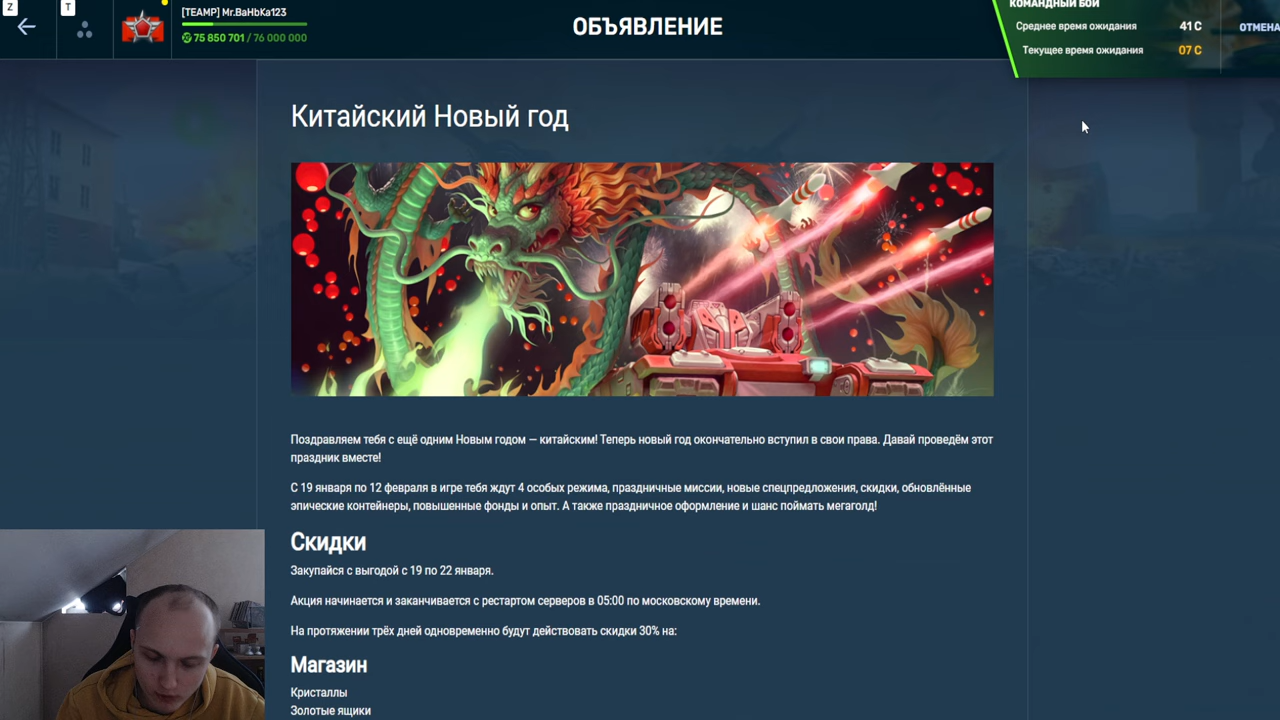 Z
T
[TEAMP] Mr.BaHbKa123
75 850 701 / 76 000 000
ОБЪЯВЛЕНИЕ
КОМАНДНЫЙ БОЙ
Среднее время ожидания 41 С
Текущее время ожидания 07 С
ОТМЕНА
Китайский Новый год
Поздравляем тебя с ещё одним Новым годом — китайским! Теперь новый год окончательно вступил в свои права. Давай проведём этот
праздник вместе!
С 19 января по 12 февраля в игре тебя ждут 4 особых режима, праздничные миссии, новые спецпредложения, скидки, обновлённые
эпические контейнеры, повышенные фонды и опыт. А также праздничное оформление и шанс поймать мегаголд!
Скидки
Закупайся с выгодой с 19 по 22 января.
Акция начинается и заканчивается с рестартом серверов в 05:00 по московскому времени.
На протяжении трёх дней одновременно будут действовать скидки 30% на:
Магазин
Кристаллы
Золотые ящики